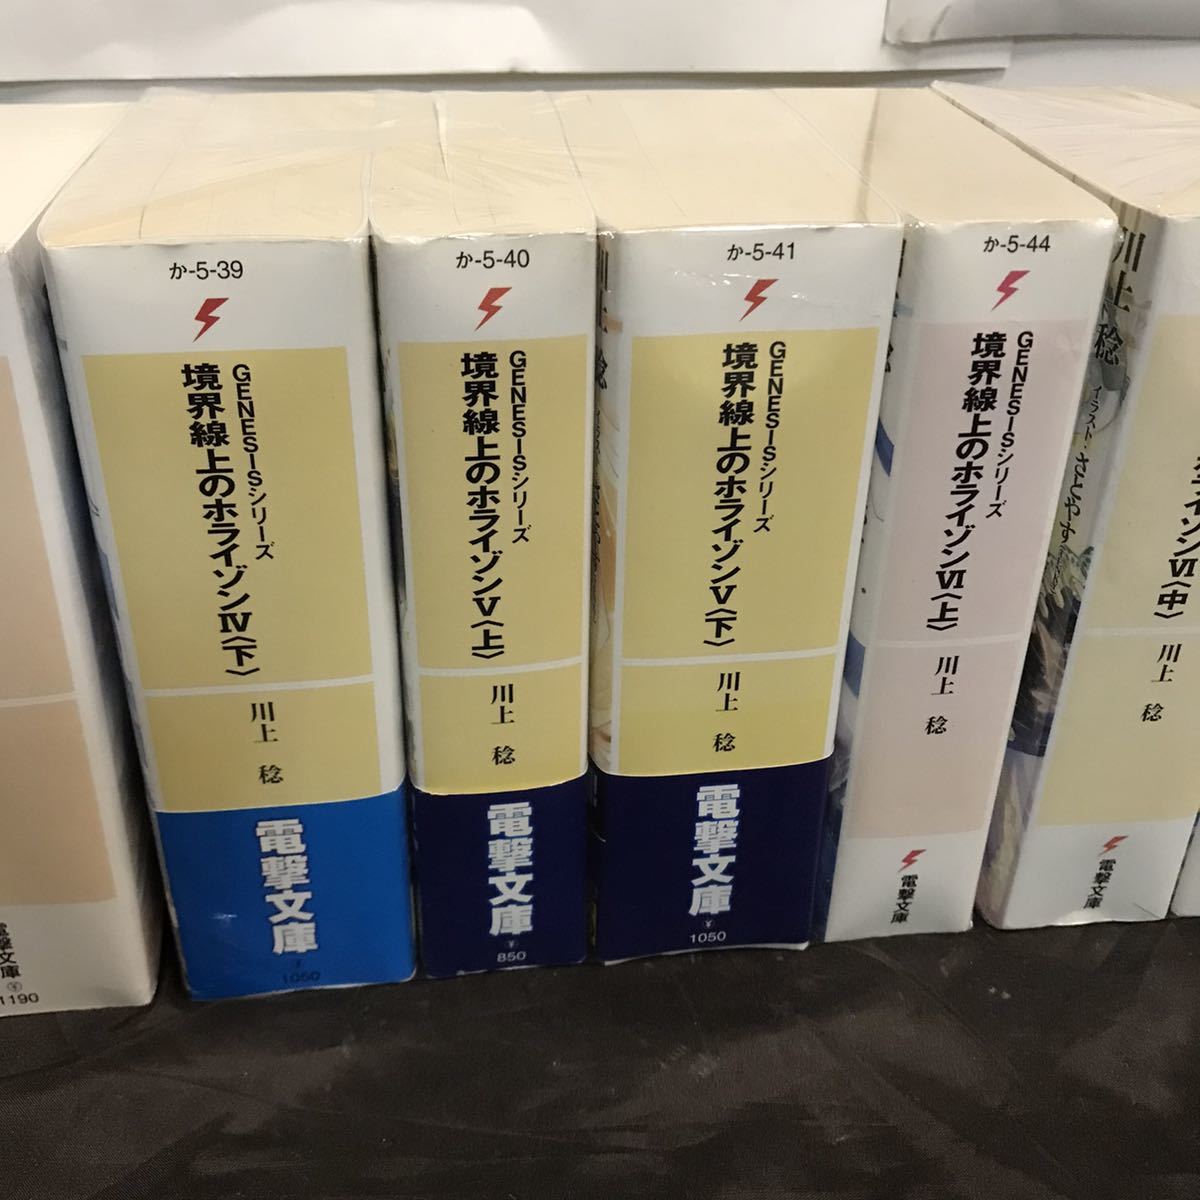 電撃文庫
¥
1190
か-5-39
GENESISシリーズ
境界線上のホライゾンⅣ〈下〉
川上 稔
電撃文庫
¥
1050
か-5-40
GENESISシリーズ
境界線上のホライゾンⅤ〈上〉
川上 稔
電撃文庫
¥
850
川上 稔
か-5-41
GENESISシリーズ
境界線上のホライゾンⅤ〈下〉
川上 稔
電撃文庫
¥
1050
か-5-44
GENESISシリーズ
境界線上のホライゾンⅥ〈上〉
川上 稔
電撃文庫
川上 稔
イラスト・さとやす
ライゾンⅥ〈中〉
川上 稔
電撃文庫